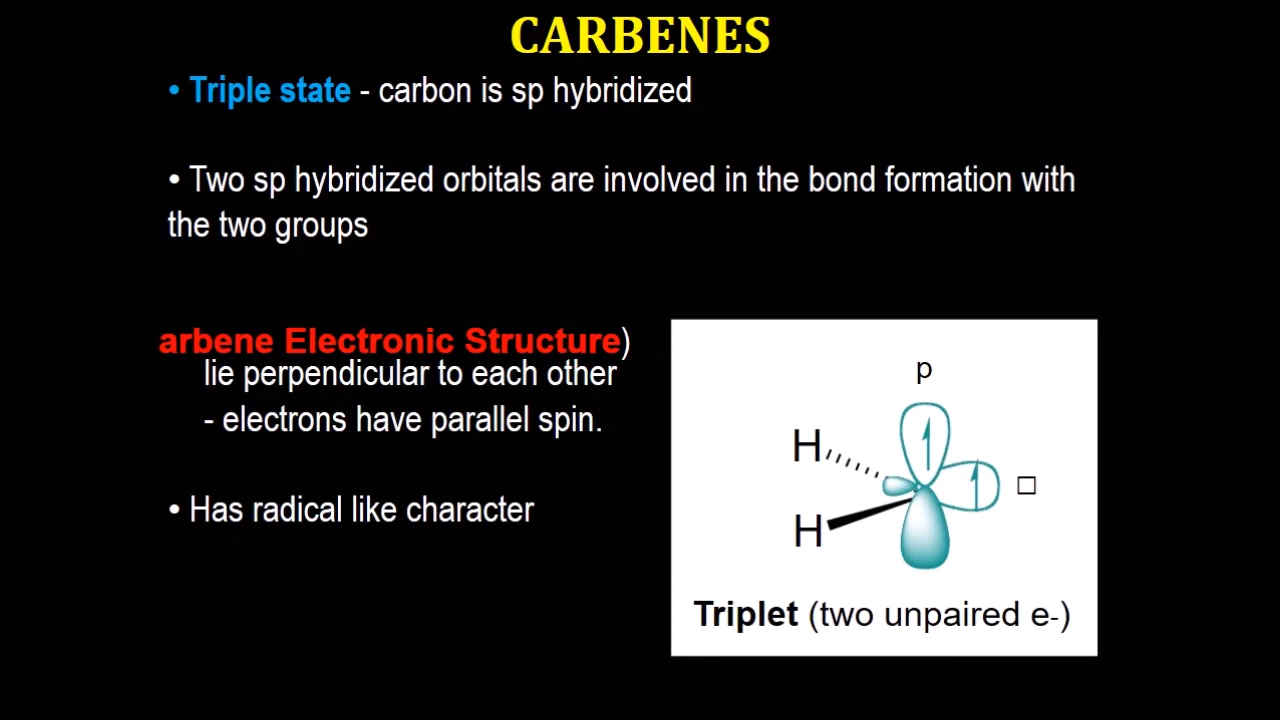 CARBENES
• Triple state - carbon is sp hybridized
• Two sp hybridized orbitals are involved in the bond formation with
the two groups
arbene Electronic Structure)
lie perpendicular to each other
- electrons have parallel spin.
• Has radical like character
p
H
□
H
Triplet (two unpaired e-)